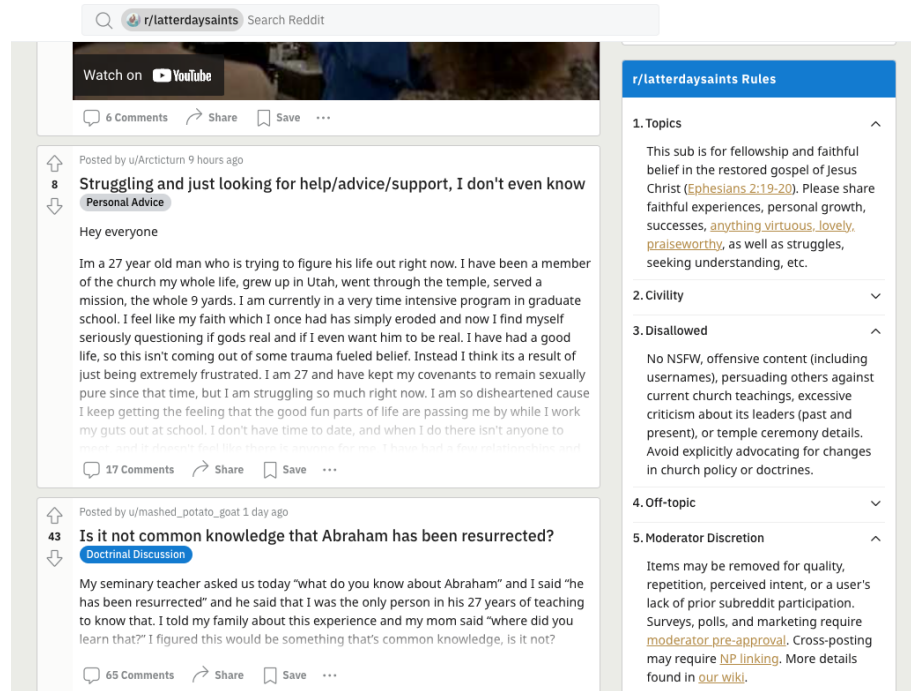 r/latterdaysaints Search Reddit
Watch on YouTube
6 Comments Share Save
Posted by u/Arcticturn 9 hours ago
8
Struggling and just looking for help/advice/support, I don't even know
Personal Advice
Hey everyone
Im a 27 year old man who is trying to figure his life out right now. I have been a member
of the church my whole life, grew up in Utah, went through the temple, served a
mission, the whole 9 yards. I am currently in a very time intensive program in graduate
school. I feel like my faith which I once had has simply eroded and now I find myself
seriously questioning if gods real and if I even want him to be real. I have had a good
life, so this isn't coming out of some trauma fueled belief. Instead I think its a result of
just being extremely frustrated. I am 27 and have kept my covenants to remain sexually
pure since that time, but I am struggling so much right now. I am so disheartened cause
I keep getting the feeling that the good fun parts of life are passing me by while I work
my guts out at school. I don't have time to date, and when I do there isn't anyone to
meet, and it doesn't feel like there is anyone for me. I have had a few relationships and
17 Comments Share Save
Posted by u/mashed_potato_goat 1 day ago
43
Is it not common knowledge that Abraham has been resurrected?
Doctrinal Discussion
My seminary teacher asked us today “what do you know about Abraham” and I said “he
has been resurrected” and he said that I was the only person in his 27 years of teaching
to know that. I told my family about this experience and my mom said “where did you
learn that?” I figured this would be something that’s common knowledge, is it not?
65 Comments Share Save
r/latterdaysaints Rules
1. Topics
This sub is for fellowship and faithful
belief in the restored gospel of Jesus
Christ (Ephesians 2:19-20). Please share
faithful experiences, personal growth,
successes, anything virtuous, lovely,
praiseworthy, as well as struggles,
seeking understanding, etc.
2. Civility
3. Disallowed
No NSFW, offensive content (including
usernames), persuading others against
current church teachings, excessive
criticism about its leaders (past and
present), or temple ceremony details.
Avoid explicitly advocating for changes
in church policy or doctrines.
4. Off-topic
5. Moderator Discretion
Items may be removed for quality,
repetition, perceived intent, or a user's
lack of prior subreddit participation.
Surveys, polls, and marketing require
moderator pre-approval. Cross-posting
may require NP linking. More details
found in our wiki.